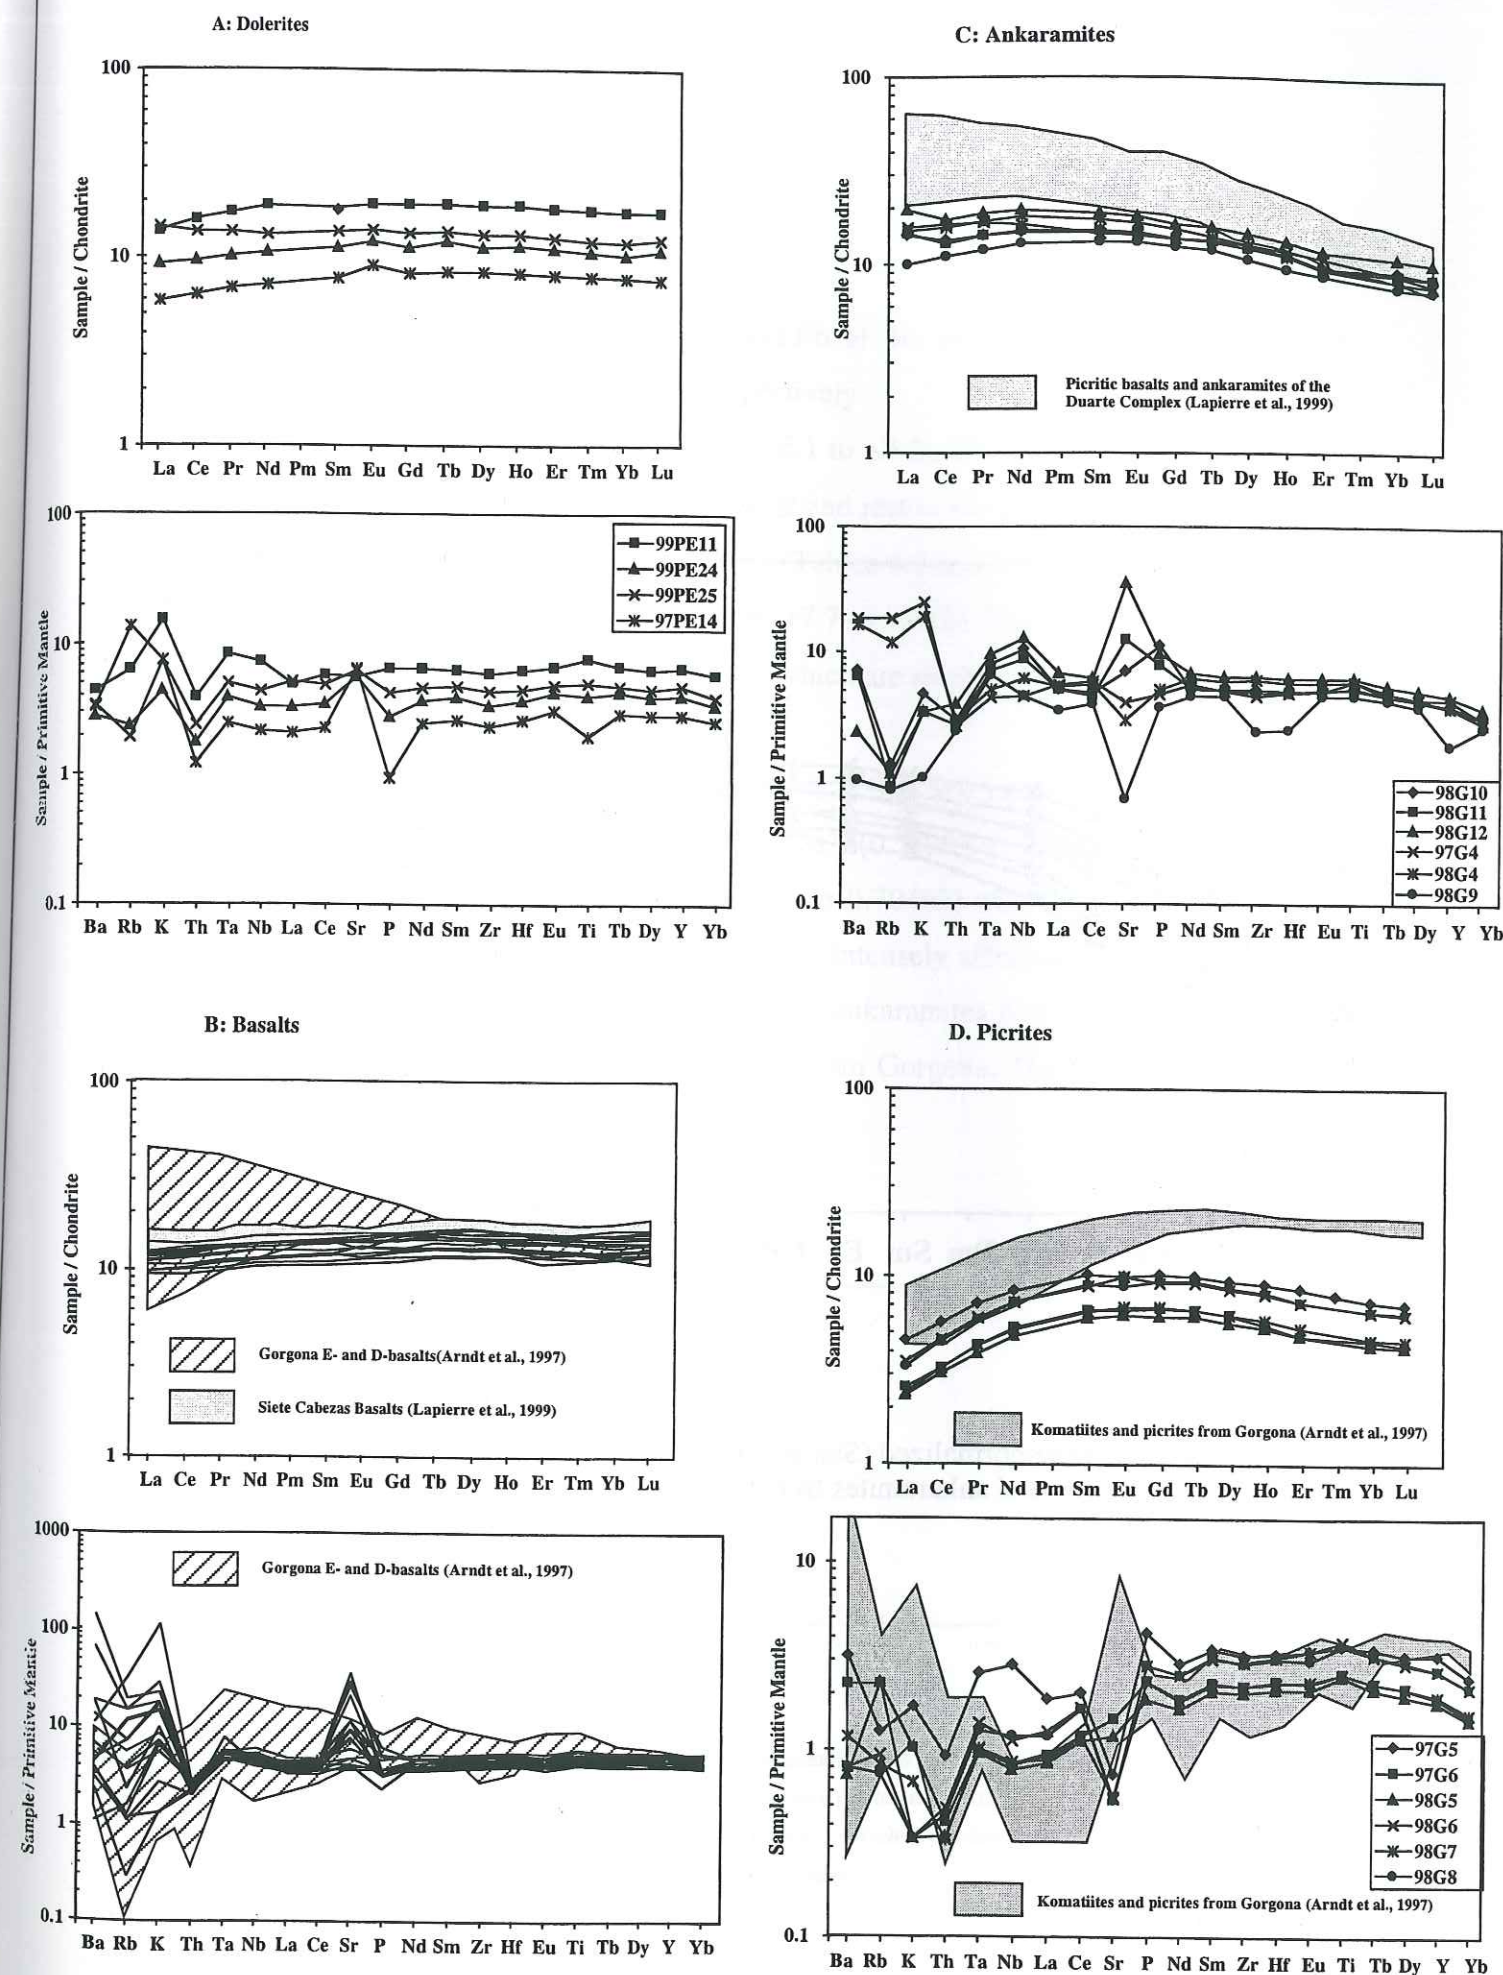 A: Dolerites
100
10
1
Sample / Chondrite
La Ce Pr Nd Pm Sm Eu Gd Tb Dy Ho Er Tm Yb Lu
100
10
1
0.1
Sample / Primitive Mantle
99PE11
99PE24
99PE25
97PE14
Ba Rb K Th Ta Nb La Ce Sr P Nd Sm Zr Hf Eu Ti Tb Dy Y Yb
C: Ankaramites
100
10
1
Sample / Chondrite
Picritic basalts and ankaramites of the
Duarte Complex (Lapierre et al., 1999)
La Ce Pr Nd Pm Sm Eu Gd Tb Dy Ho Er Tm Yb Lu
100
10
1
0.1
Sample / Primitive Mantle
98G10
98G11
98G12
97G4
98G4
98G9
Ba Rb K Th Ta Nb La Ce Sr P Nd Sm Zr Hf Eu Ti Tb Dy Y Yb
B: Basalts
100
10
1
Sample / Chondrite
Gorgona E- and D-basalts(Arndt et al., 1997)
Siete Cabezas Basalts (Lapierre et al., 1999)
La Ce Pr Nd Pm Sm Eu Gd Tb Dy Ho Er Tm Yb Lu
1000
100
10
1
0.1
Sample / Primitive Mantle
Gorgona E- and D-basalts (Arndt et al., 1997)
Ba Rb K Th Ta Nb La Ce Sr P Nd Sm Zr Hf Eu Ti Tb Dy Y Yb
D. Picrites
100
10
1
Sample / Chondrite
Komatiites and picrites from Gorgona (Arndt et al., 1997)
La Ce Pr Nd Pm Sm Eu Gd Tb Dy Ho Er Tm Yb Lu
10
1
0.1
Sample / Primitive Mantle
97G5
97G6
98G5
98G6
98G7
98G8
Komatiites and picrites from Gorgona (Arndt et al., 1997)
Ba Rb K Th Ta Nb La Ce Sr P Nd Sm Zr Hf Eu Ti Tb Dy Y Yb